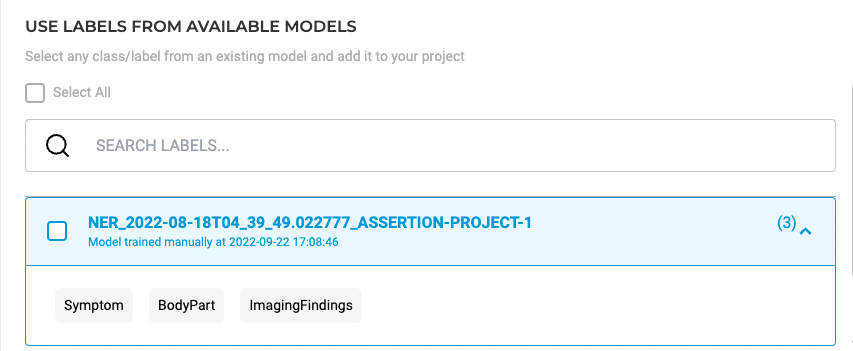 USE LABELS FROM AVAILABLE MODELS
Select any class/label from an existing model and add it to your project
Select All
SEARCH LABELS...
NER_2022-08-18T04_39_49.022777_ASSERTION-PROJECT-1 (3)
Model trained manually at 2022-09-22 17:08:46
Symptom BodyPart ImagingFindings